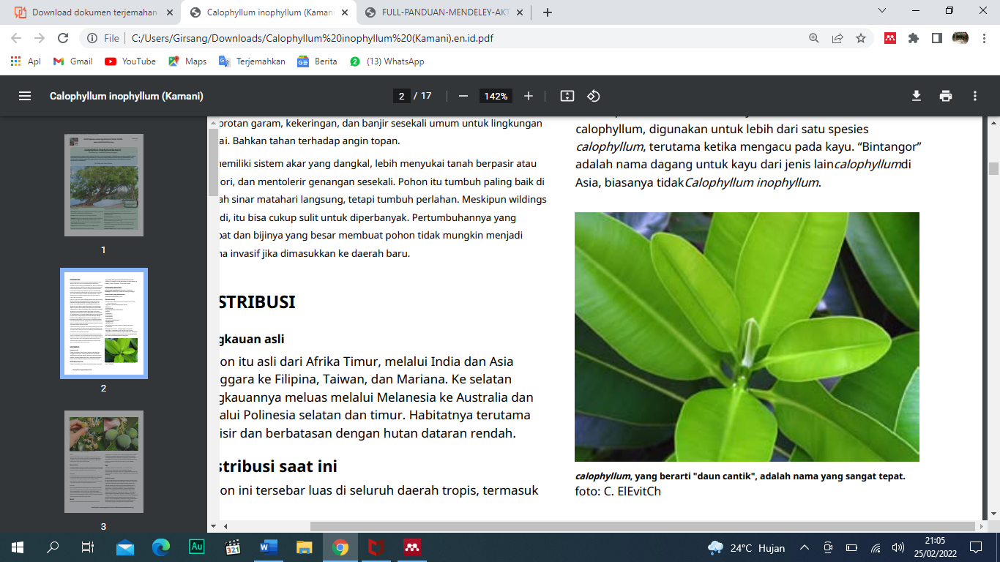 Download dokumen terjemahan
Calophyllum inophyllum (Kamani
FULL-PANDUAN-MENDELEY-AKT
File
C:/Users/Girsang/Downloads/Calophyllum%20inophyllum%20(Kamani).en.id.pdf
Apl
Gmail
YouTube
Maps
Terjemahkan
Berita
(13) WhatsApp
Calophyllum inophyllum (Kamani)
2 / 17
142%
1
2
3
orotan garam, kekeringan, dan banjir sesekali umum untuk lingkungan
ai. Bahkan tahan terhadap angin topan.
memiliki sistem akar yang dangkal, lebih menyukai tanah berpasir atau
ori, dan mentolerir genangan sesekali. Pohon itu tumbuh paling baik di
ah sinar matahari langsung, tetapi tumbuh perlahan. Meskipun wildings
di, itu bisa cukup sulit untuk diperbanyak. Pertumbuhannya yang
bat dan bijinya yang besar membuat pohon tidak mungkin menjadi
na invasif jika dimasukkan ke daerah baru.
STRIBUSI
gkauan asli
on itu asli dari Afrika Timur, melalui India dan Asia
ggara ke Filipina, Taiwan, dan Mariana. Ke selatan
gkauannya meluas melalui Melanesia ke Australia dan
alui Polinesia selatan dan timur. Habitatnya terutama
isir dan berbatasan dengan hutan dataran rendah.
stribusi saat ini
on ini tersebar luas di seluruh daerah tropis, termasuk
calophyllum, digunakan untuk lebih dari satu spesies
calophyllum, terutama ketika mengacu pada kayu. “Bintangor”
adalah nama dagang untuk kayu dari jenis laincalophyllumdi
Asia, biasanya tidakCalophyllum inophyllum.
calophyllum, yang berarti "daun cantik", adalah nama yang sangat tepat.
foto: C. ElEvitCh
Au
321
24°C Hujan
21:05
25/02/2022